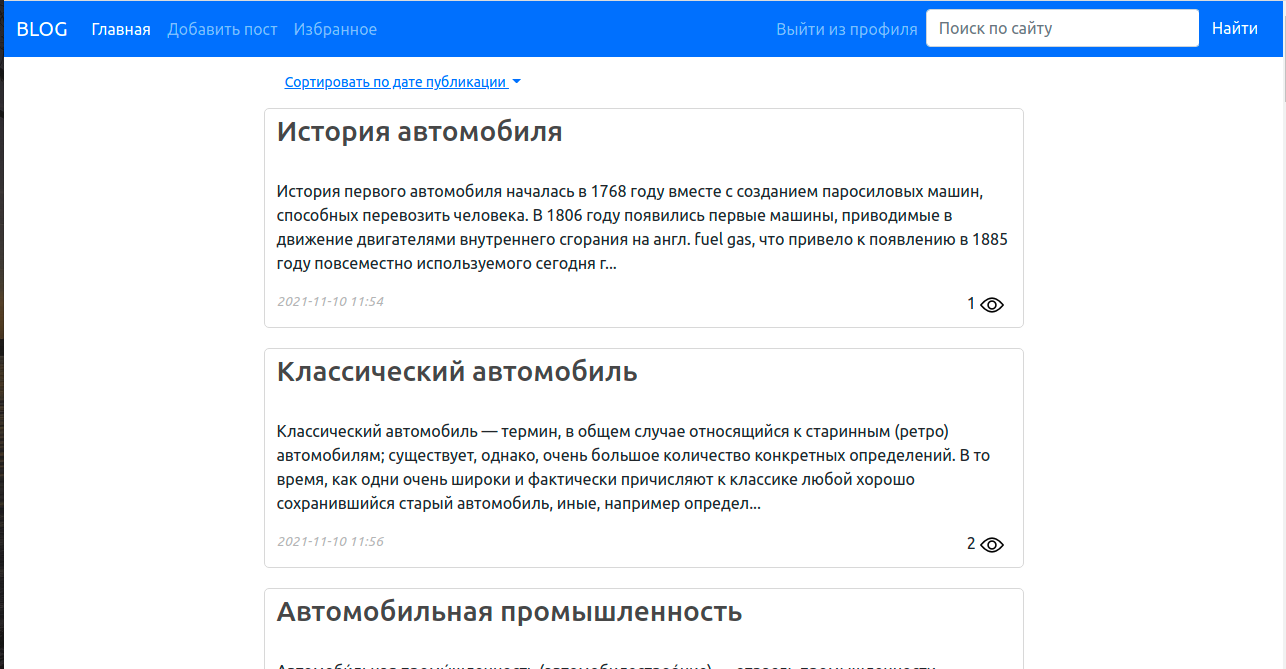 BLOG Главная Добавить пост Избранное Выйти из профиля Поиск по сайту Найти
Сортировать по дате публикации
История автомобиля
История первого автомобиля началась в 1768 году вместе с созданием паросиловых машин,
способных перевозить человека. В 1806 году появились первые машины, приводимые в
движение двигателями внутреннего сгорания на англ. fuel gas, что привело к появлению в 1885
году повсеместно используемого сегодня г...
2021-11-10 11:54 1
Классический автомобиль
Классический автомобиль — термин, в общем случае относящийся к старинным (ретро)
автомобилям; существует, однако, очень большое количество конкретных определений. В то
время, как одни очень широки и фактически причисляют к классике любой хорошо
сохранившийся старый автомобиль, иные, например определ...
2021-11-10 11:56 2
Автомобильная промышленность